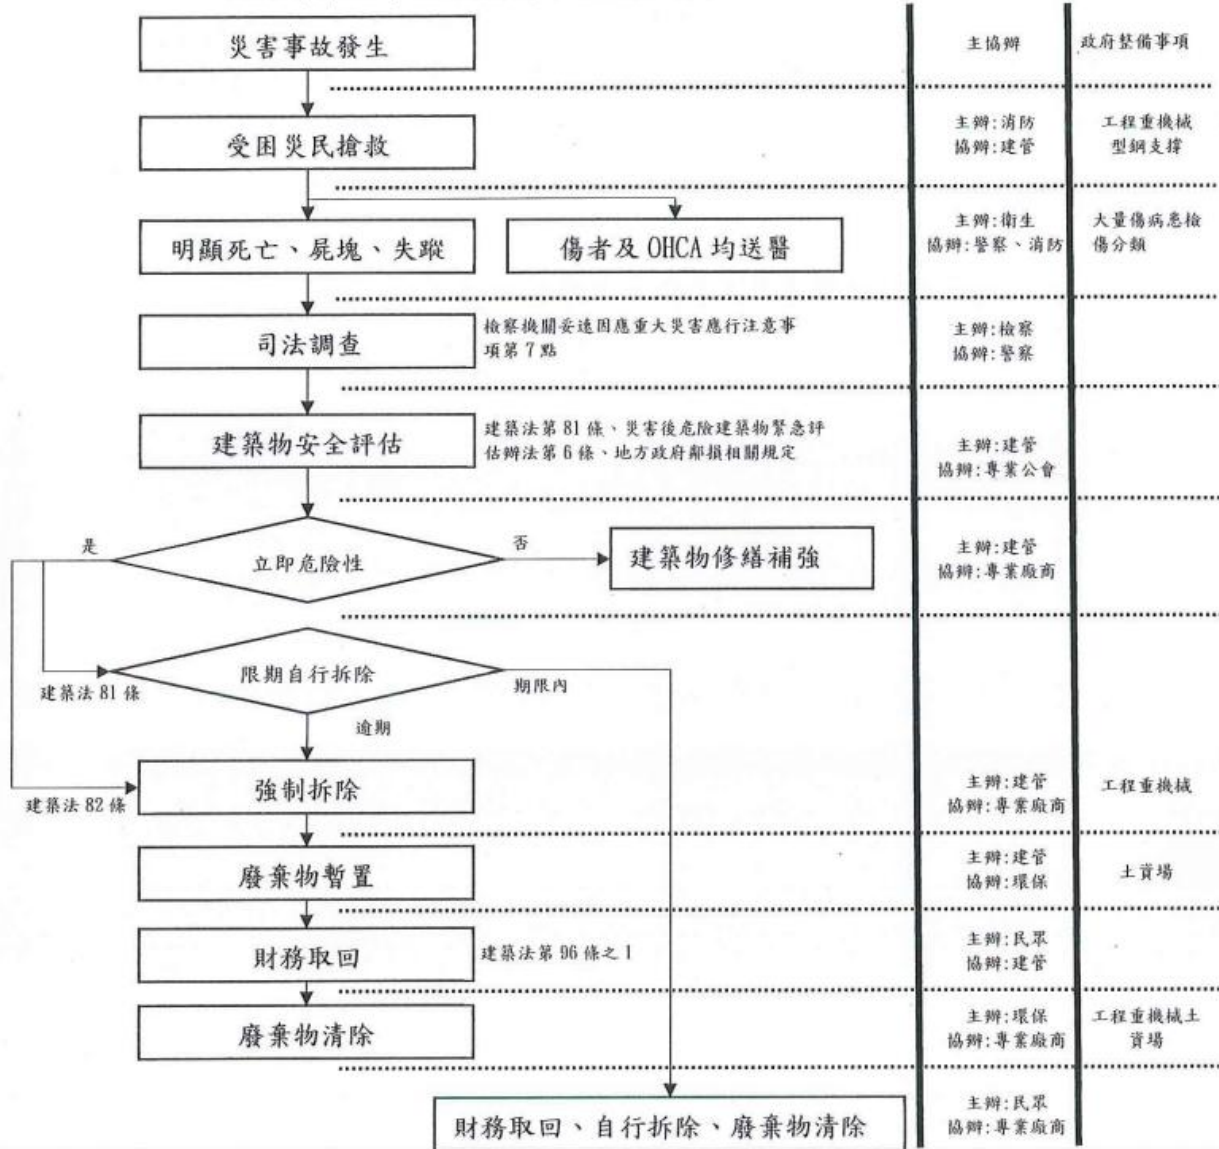 災害事故發生
主協辦
政府整備事項
受困災民搶救
主辦:消防
協辦:建管
工程重機械
型鋼支撐
明顯死亡、屍塊、失蹤
傷者及 OHCA 均送醫
主辦:衛生
協辦:警察、消防
大量傷病患檢
傷分類
司法調查
檢察機關妥速因應重大災害應行注意事
項第 7 點
主辦:檢察
協辦:警察
建築物安全評估
建築法第 81 條、災害後危險建築物緊急評
估辦法第 6 條、地方政府鄰損相關規定
主辦:建管
協辦:專業公會
是
立即危險性
否
建築物修繕補強
主辦:建管
協辦:專業廠商
限期自行拆除
建築法 81 條
期限內
逾期
強制拆除
建築法 82 條
主辦:建管
協辦:專業廠商
工程重機械
廢棄物暫置
主辦:建管
協辦:環保
土資場
財務取回
建築法第 96 條之 1
主辦:民眾
協辦:建管
廢棄物清除
主辦:環保
協辦:專業廠商
工程重機械土
資場
財務取回、自行拆除、廢棄物清除
主辦:民眾
協辦:專業廠商